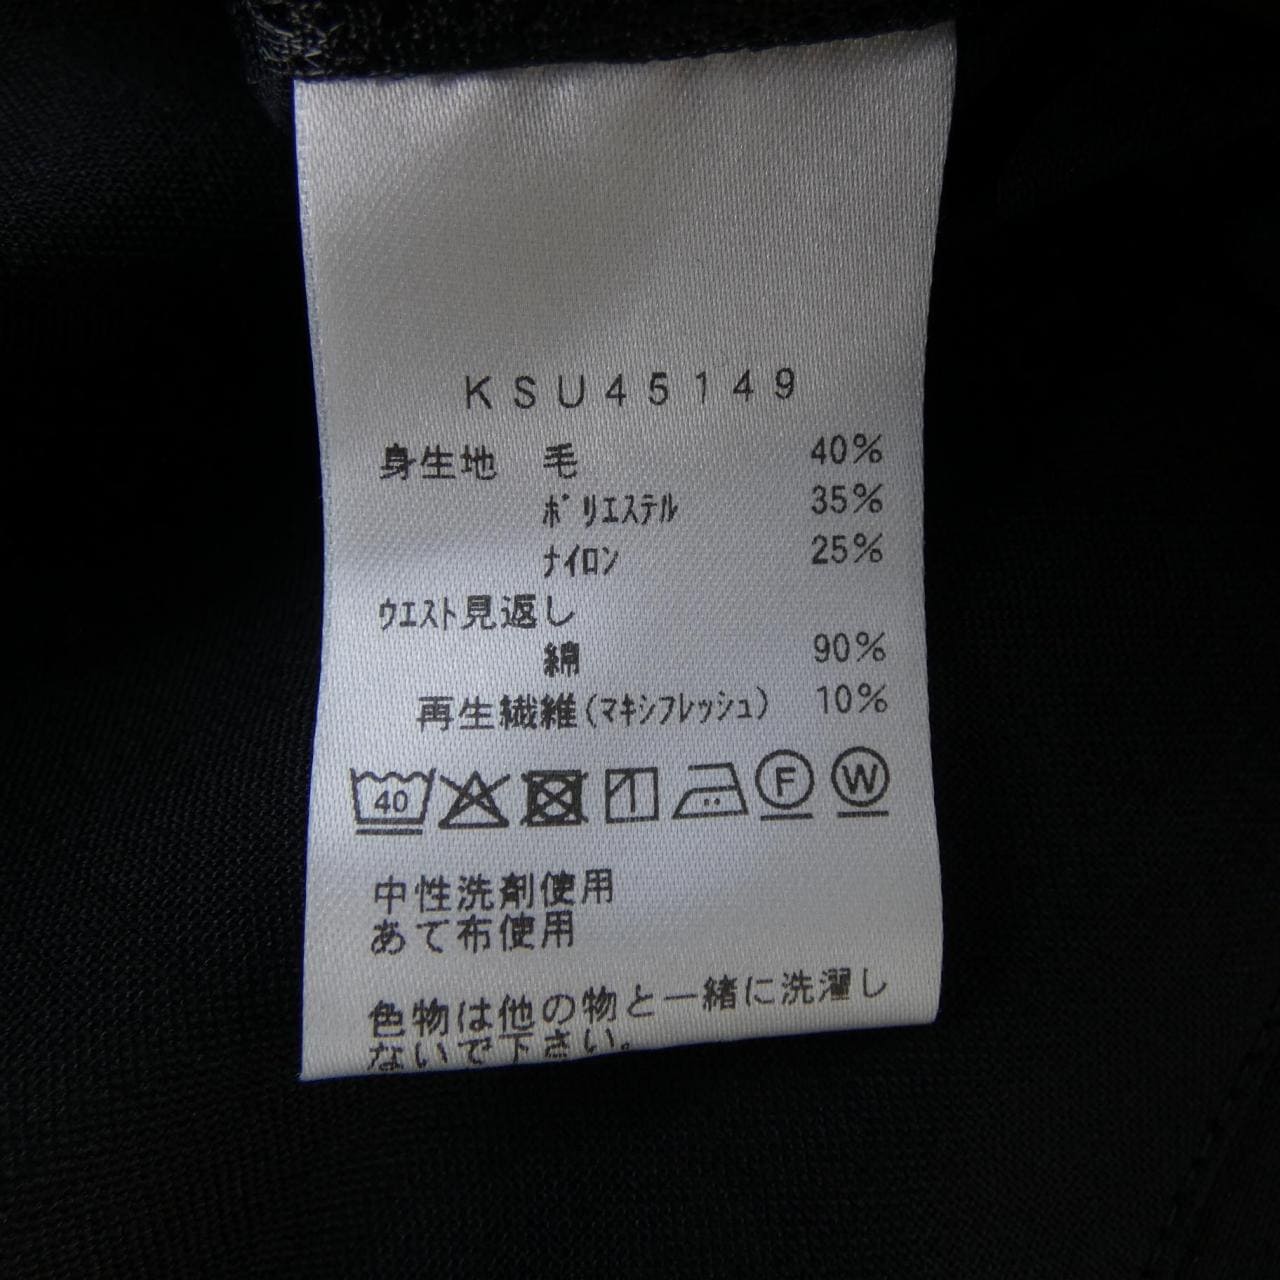 KSU45149
身生地 毛 40%
ポリエステル 35%
ナイロン 25%
ウエスト見返し
綿 90%
再生繊維(マキシフレッシュ) 10%
40 F W
中性洗剤使用
あて布使用
色物は他の物と一緒に洗濯し
ないで下さい。